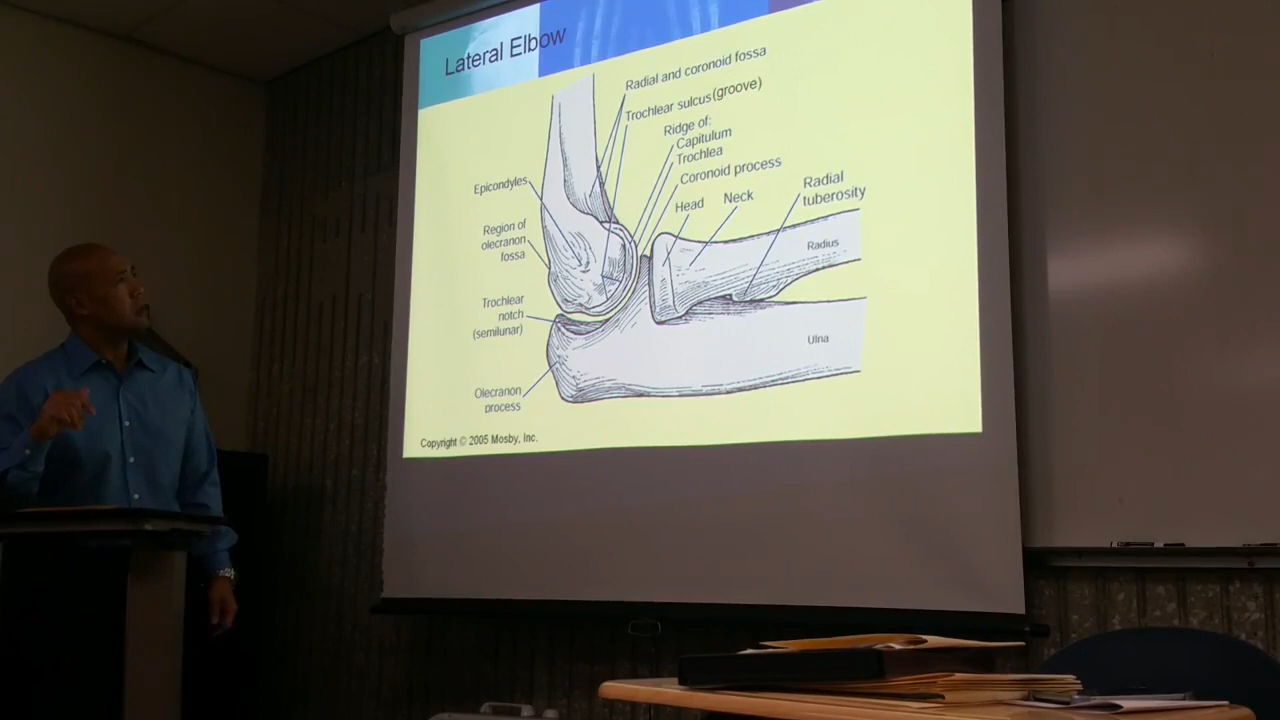 Lateral Elbow
Radial and coronoid fossa
Trochlear sulcus (groove)
Ridge of:
Capitulum
Trochlea
Coronoid process
Head
Neck
Radial
tuberosity
Epicondyles
Region of
olecranon
fossa
Trochlear
notch
(semilunar)
Olecranon
process
Radius
Ulna
Copyright © 2005 Mosby, Inc.